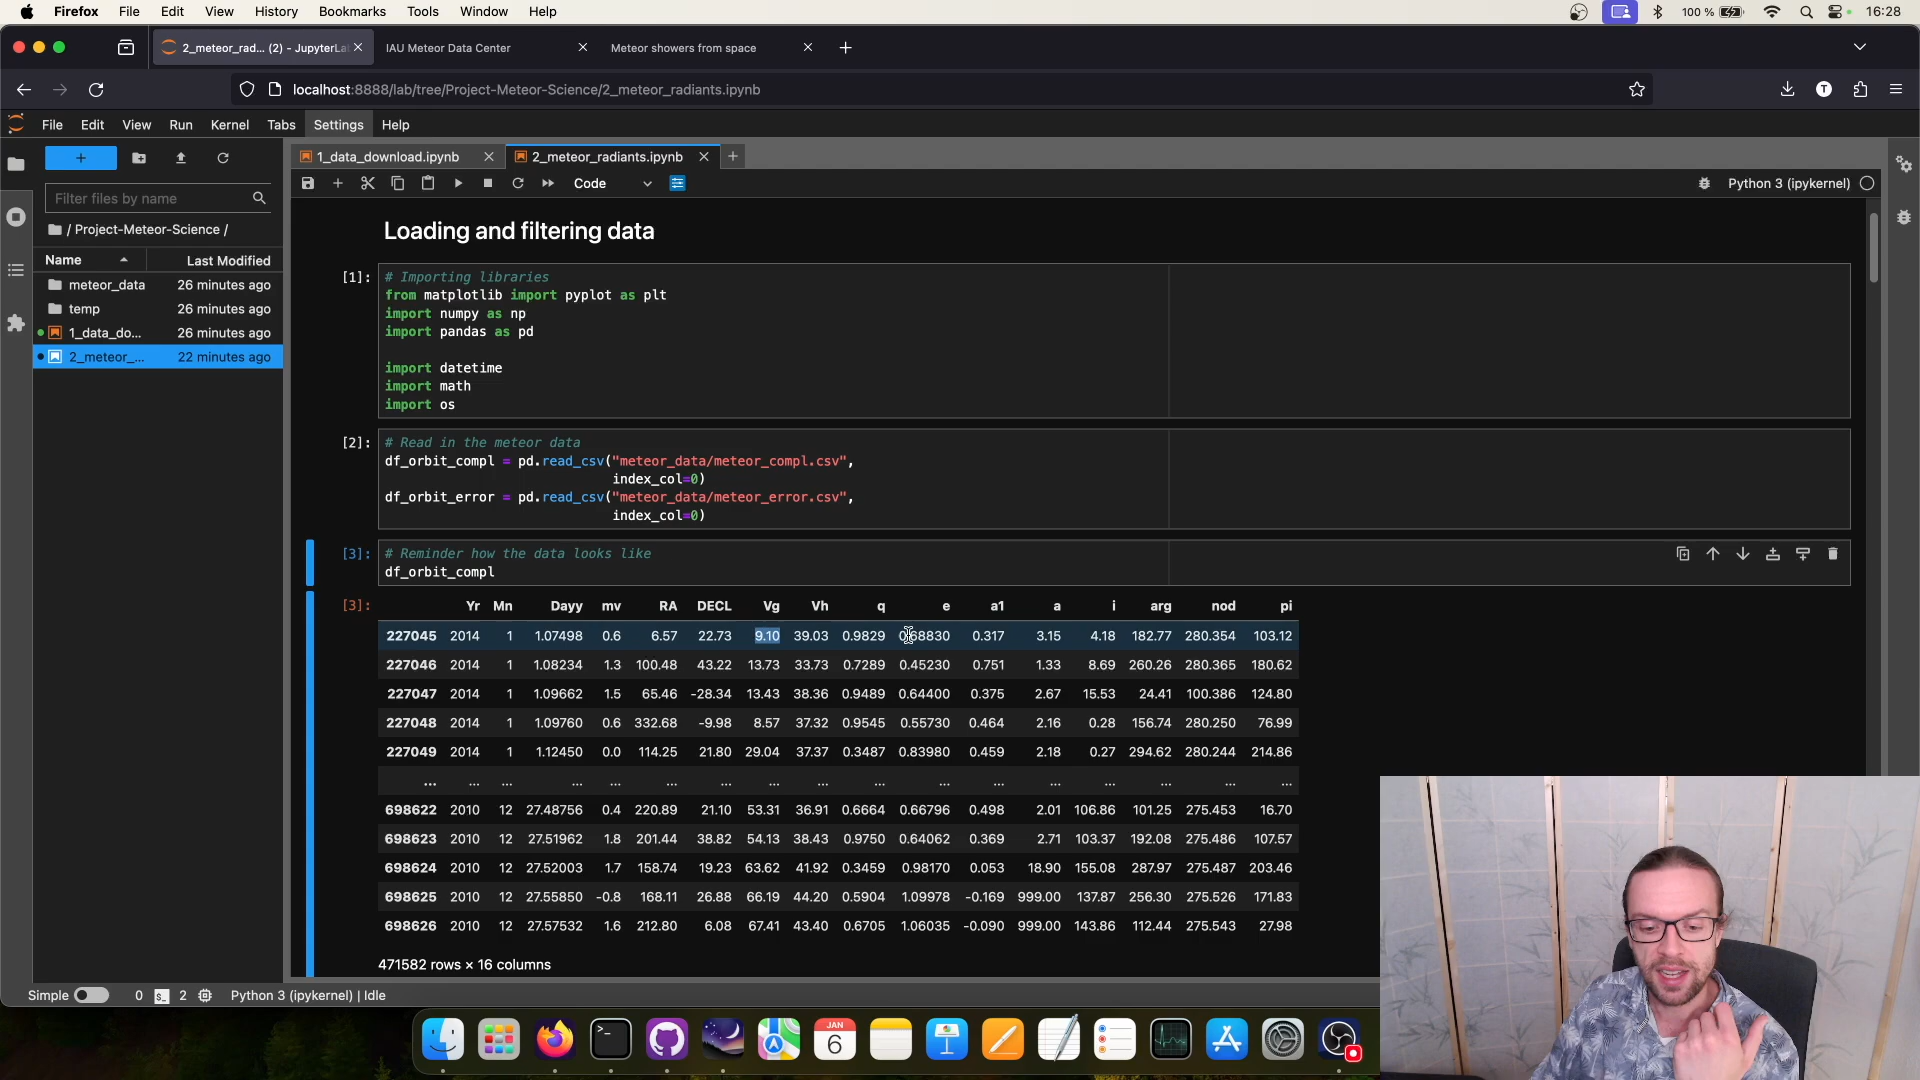 Firefox File Edit View History Bookmarks Tools Window Help 100 % 16:28
2_meteor_rad... (2) - JupyterLa IAU Meteor Data Center Meteor showers from space
localhost:8888/lab/tree/Project-Meteor-Science/2_meteor_radiants.ipynb T
File Edit View Run Kernel Tabs Settings Help
1_data_download.ipynb 2_meteor_radiants.ipynb
Code Python 3 (ipykernel)
Filter files by name
/ Project-Meteor-Science /
Name Last Modified
meteor_data 26 minutes ago
temp 26 minutes ago
1_data_do... 26 minutes ago
2_meteor_... 22 minutes ago
Loading and filtering data
[1]: # Importing libraries
from matplotlib import pyplot as plt
import numpy as np
import pandas as pd
import datetime
import math
import os
[2]: # Read in the meteor data
df_orbit_compl = pd.read_csv("meteor_data/meteor_compl.csv",
index_col=0)
df_orbit_error = pd.read_csv("meteor_data/meteor_error.csv",
index_col=0)
[3]: # Reminder how the data looks like
df_orbit_compl
[3]: Yr Mn Dayy mv RA DECL Vg Vh q e a1 a i arg nod pi
227045 2014 1 1.07498 0.6 6.57 22.73 9.10 39.03 0.9829 0.68830 0.317 3.15 4.18 182.77 280.354 103.12
227046 2014 1 1.08234 1.3 100.48 43.22 13.73 33.73 0.7289 0.45230 0.751 1.33 8.69 260.26 280.365 180.62
227047 2014 1 1.09662 1.5 65.46 -28.34 13.43 38.36 0.9489 0.64400 0.375 2.67 15.53 24.41 100.386 124.80
227048 2014 1 1.09760 0.6 332.68 -9.98 8.57 37.32 0.9545 0.55730 0.464 2.16 0.28 156.74 280.250 76.99
227049 2014 1 1.12450 0.0 114.25 21.80 29.04 37.37 0.3487 0.83980 0.459 2.18 0.27 294.62 280.244 214.86
... ... ... ... ... ... ... ... ... ... ... ... ... ... ... ... ...
698622 2010 12 27.48756 0.4 220.89 21.10 53.31 36.91 0.6664 0.66796 0.498 2.01 106.86 101.25 275.453 16.70
698623 2010 12 27.51962 1.8 201.44 38.82 54.13 38.43 0.9750 0.64062 0.369 2.71 103.37 192.08 275.486 107.57
698624 2010 12 27.52003 1.7 158.74 19.23 63.62 41.92 0.3459 0.98170 0.053 18.90 155.08 287.97 275.487 203.46
698625 2010 12 27.55850 -0.8 168.11 26.88 66.19 44.20 0.5904 1.09978 -0.169 999.00 137.87 256.30 275.526 171.83
698626 2010 12 27.57532 1.6 212.80 6.08 67.41 43.40 0.6705 1.06035 -0.090 999.00 143.86 112.44 275.543 27.98
471582 rows × 16 columns
Simple 0 2 Python 3 (ipykernel) | Idle
JAN
6